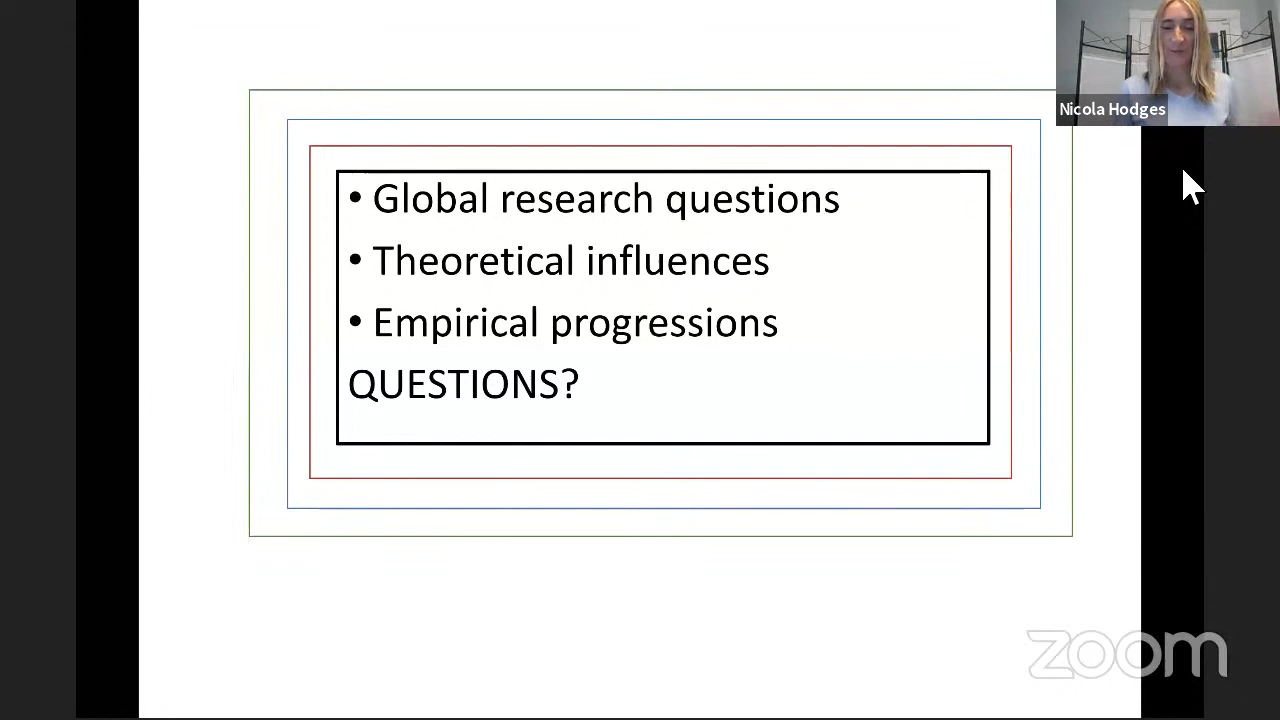 Nicola Hodges
• Global research questions
• Theoretical influences
• Empirical progressions
QUESTIONS?
zoom